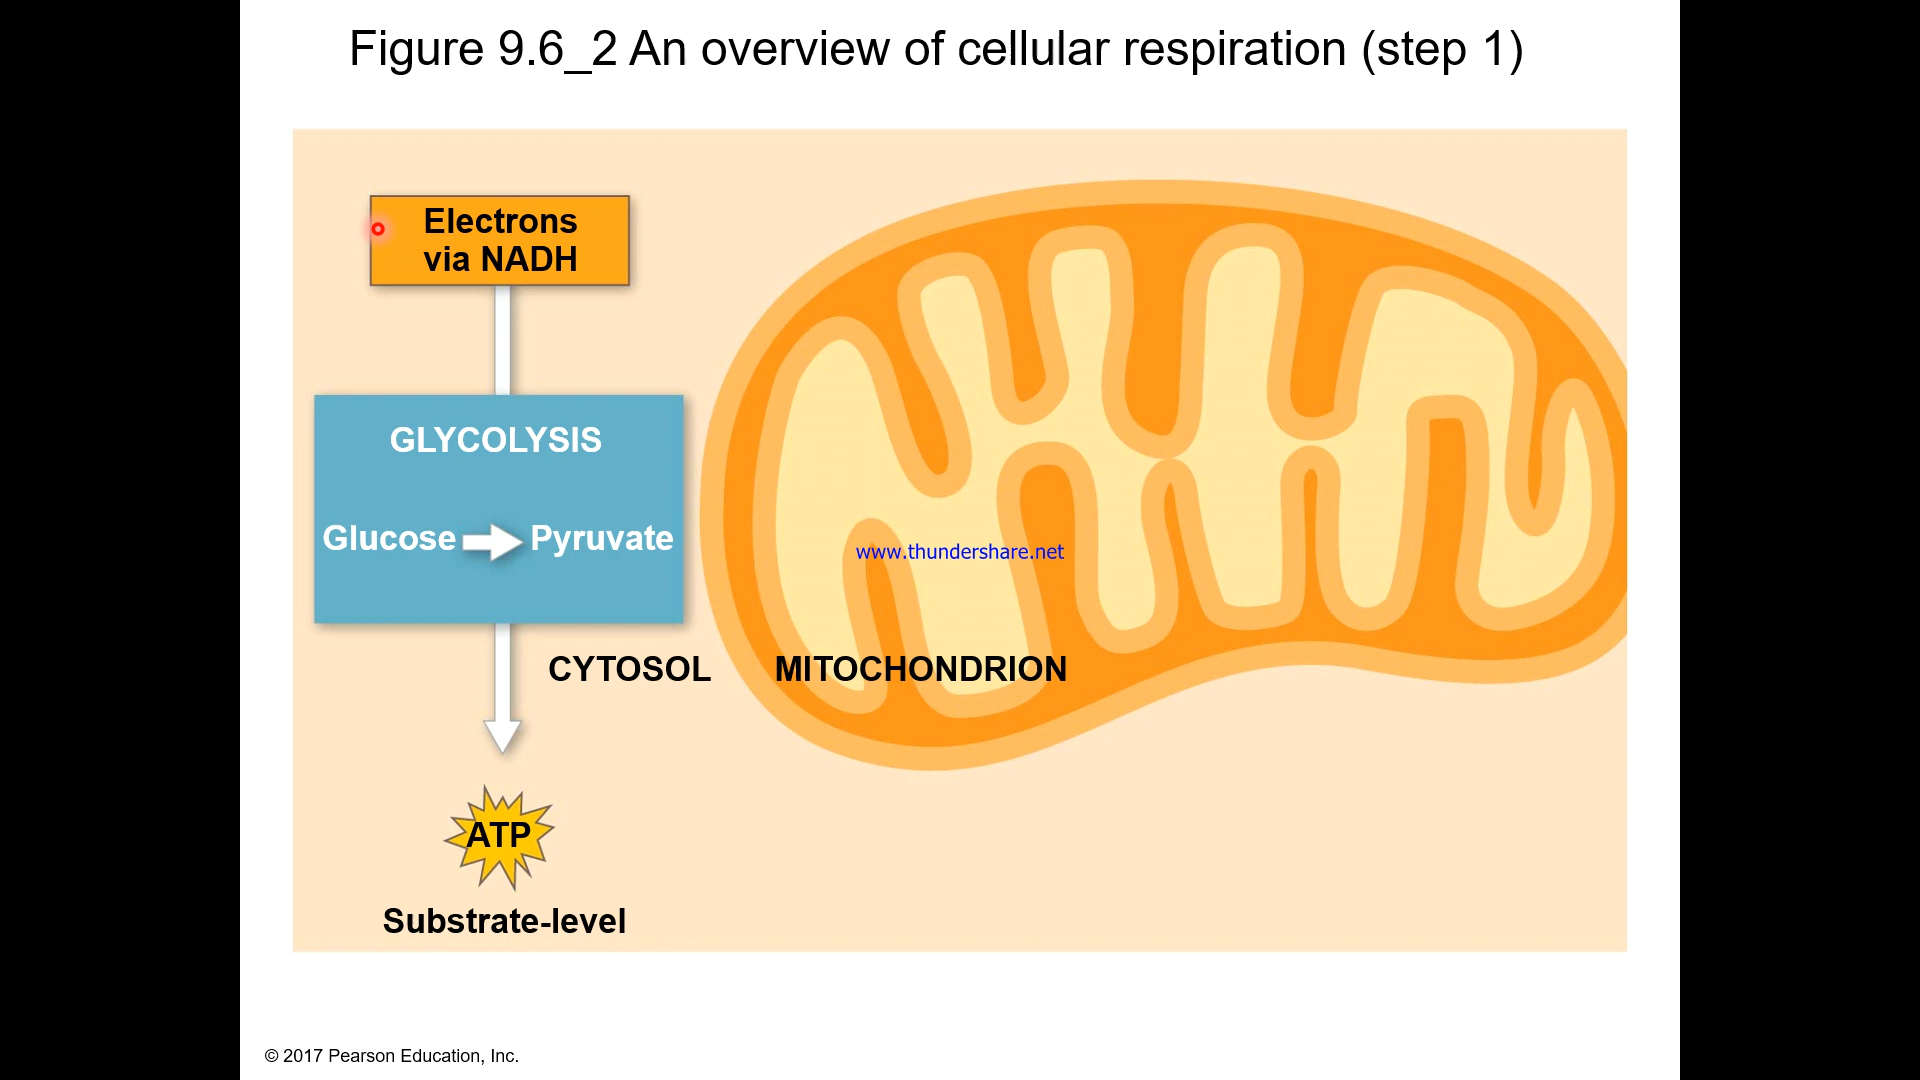 Figure 9.6_2 An overview of cellular respiration (step 1)
Electrons
via NADH
GLYCOLYSIS
Glucose Pyruvate
www.thundershare.net
CYTOSOL
MITOCHONDRION
ATP
Substrate-level
© 2017 Pearson Education, Inc.